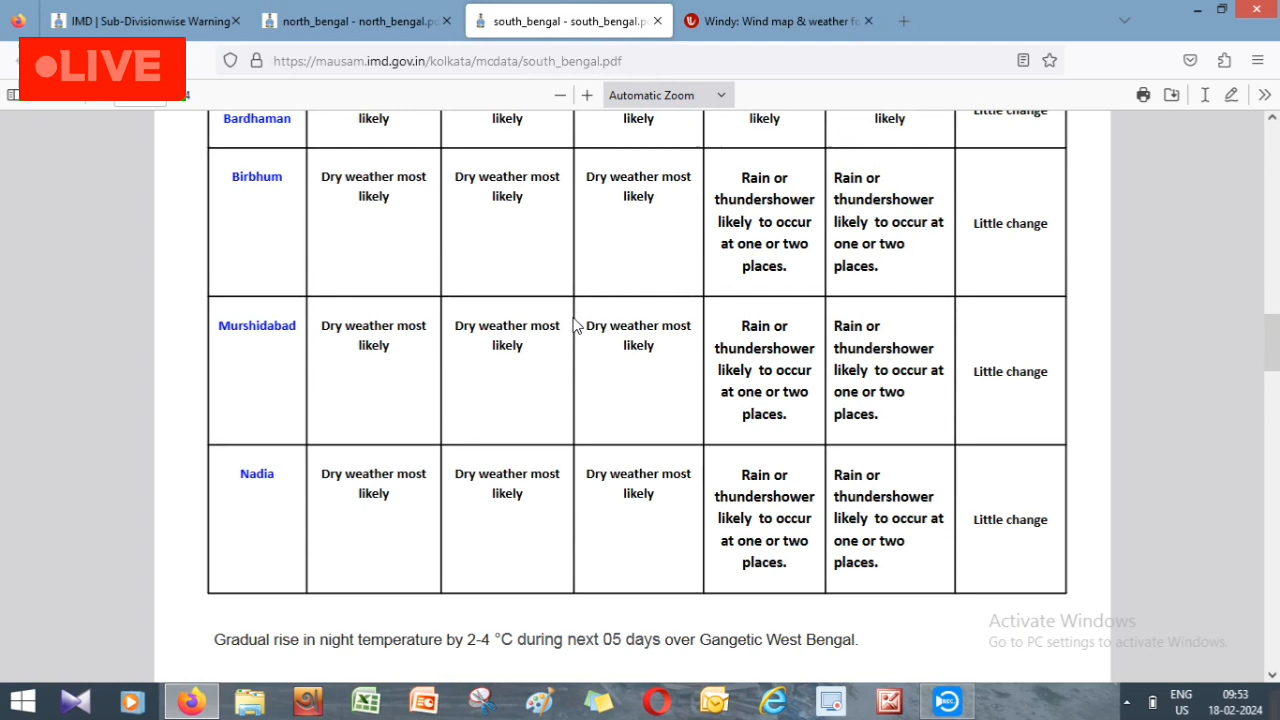 IMD | Sub-Divisionwise Warning
north_bengal - north_bengal.pd
south_bengal - south_bengal.p
Windy: Wind map & weather fo
LIVE
https://mausam.imd.gov.in/kolkata/mcdata/south_bengal.pdf
4
Automatic Zoom
Bardhaman
likely
likely
likely
likely
likely
Little change
Birbhum
Dry weather most
likely
Dry weather most
likely
Dry weather most
likely
Rain or
thundershower
likely to occur
at one or two
places.
Rain or
thundershower
likely to occur at
one or two
places.
Little change
Murshidabad
Dry weather most
likely
Dry weather most
likely
Dry weather most
likely
Rain or
thundershower
likely to occur
at one or two
places.
Rain or
thundershower
likely to occur at
one or two
places.
Little change
Nadia
Dry weather most
likely
Dry weather most
likely
Dry weather most
likely
Rain or
thundershower
likely to occur
at one or two
places.
Rain or
thundershower
likely to occur at
one or two
places.
Little change
Gradual rise in night temperature by 2-4 °C during next 05 days over Gangetic West Bengal.
Activate Windows
Go to PC settings to activate Windows.
REC
ENG
US
09:53
18-02-2024